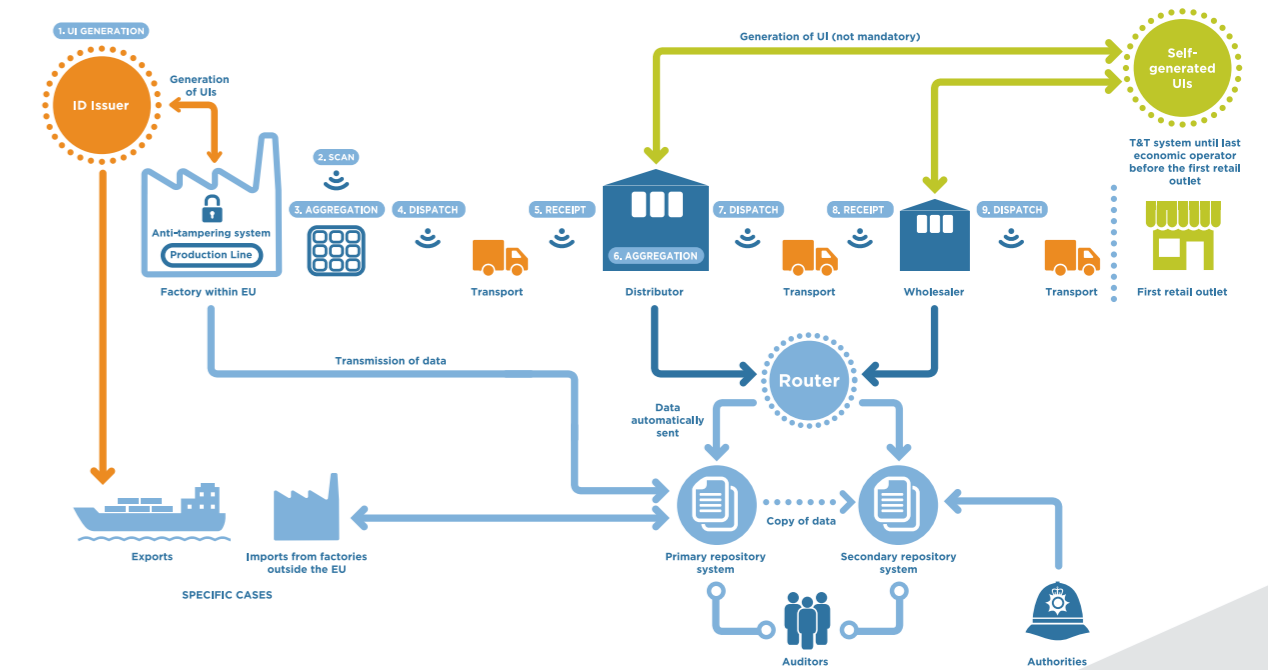 1. UI GENERATION
ID Issuer
Generation
of UIs
Generation of UI (not mandatory)
Self-
generated
UIs
T&T system until last
economic operator
before the first retail
outlet
2. SCAN
3. AGGREGATION
4. DISPATCH
5. RECEIPT
6. AGGREGATION
7. DISPATCH
8. RECEIPT
9. DISPATCH
Anti-tampering system
Production Line
Factory within EU
Transport
Distributor
Transport
Wholesaler
Transport
First retail outlet
Transmission of data
Router
Data
automatically
sent
Copy of data
Exports
Imports from factories
outside the EU
SPECIFIC CASES
Primary repository
system
Secondary repository
system
Auditors
Authorities